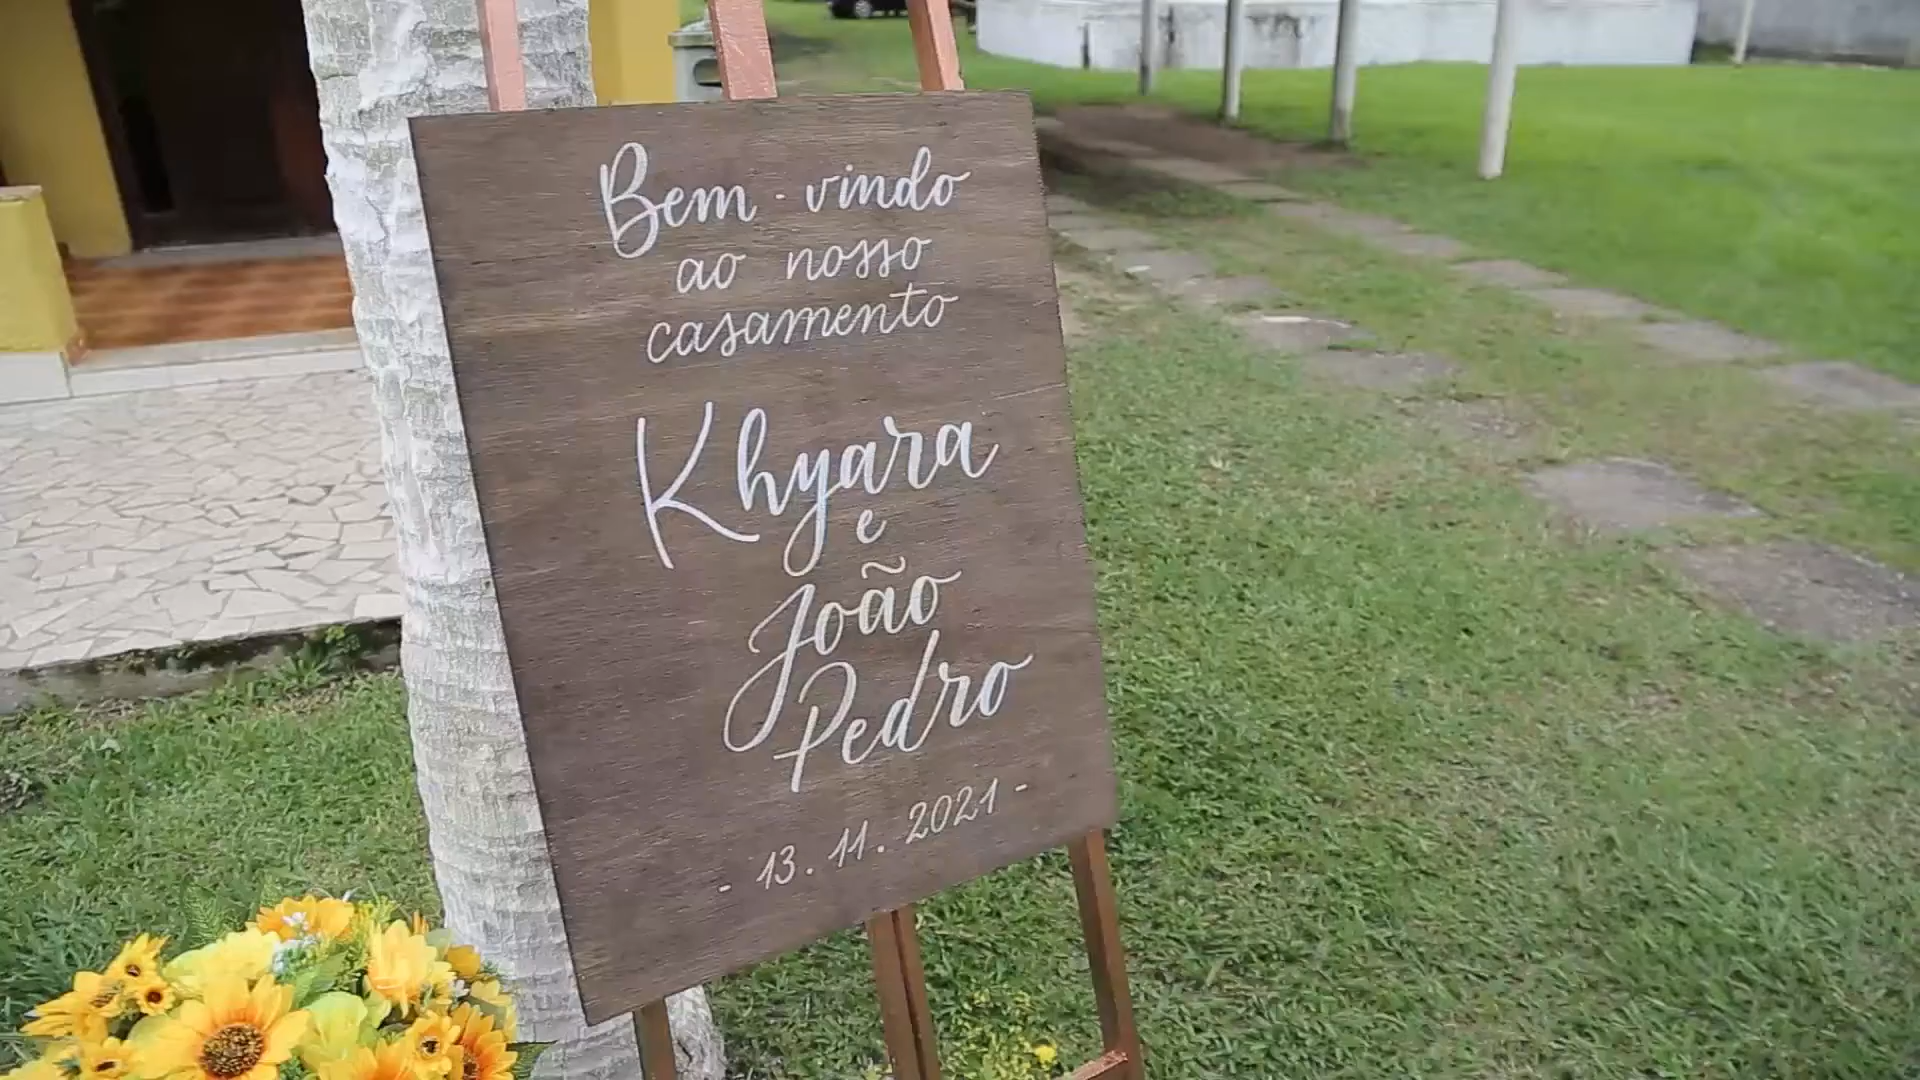 Bem-vindo
ao nosso
casamento
Khyara
e
João
Pedro
- 13.11.2021 -